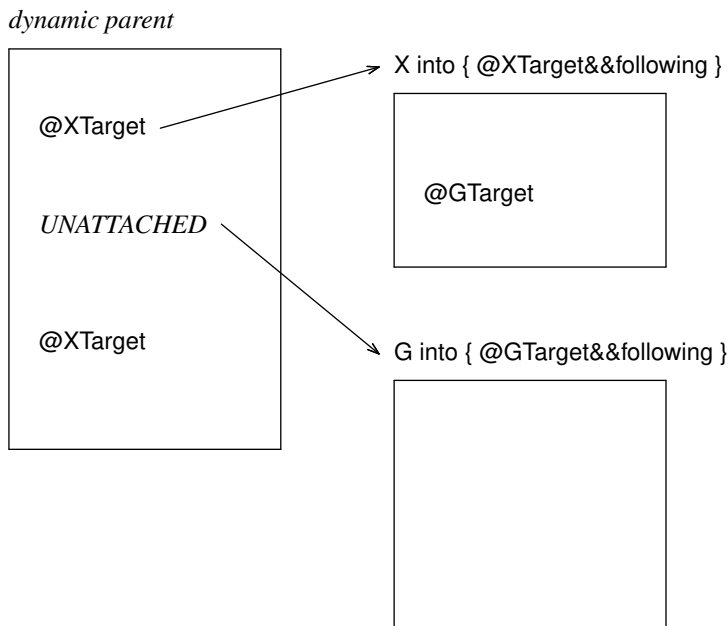 dynamic parent
X into { @XTarget&&following }
@XTarget
@GTarget
UNATTACHED
@XTarget
G into { @GTarget&&following }